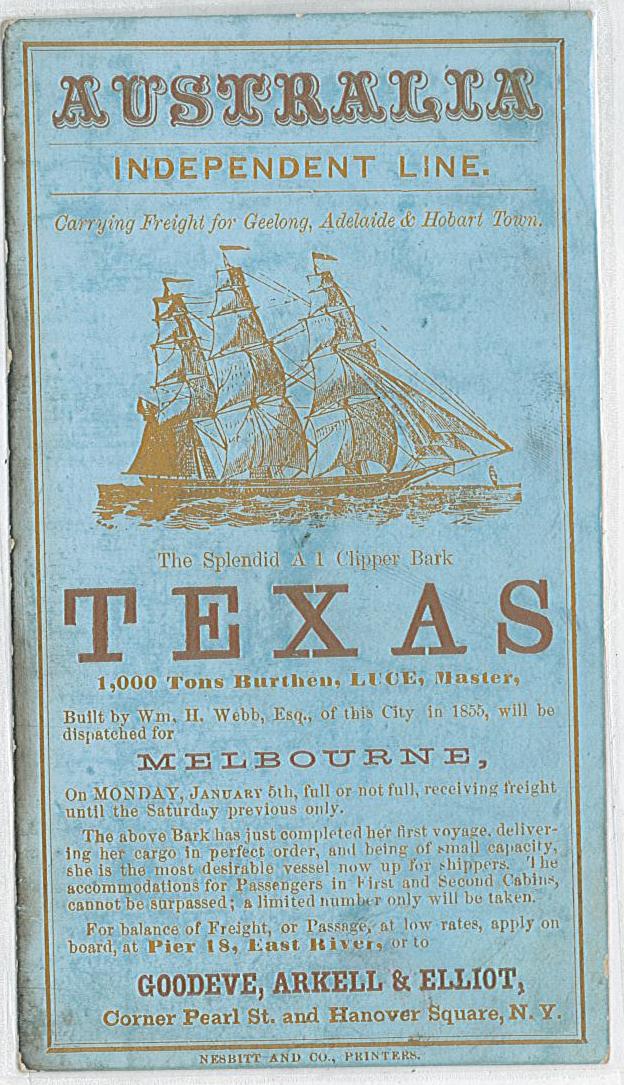 AUSTRALIA
INDEPENDENT LINE.
Carrying Freight for Geelong, Adelaide & Hobart Town.
The Splendid A 1 Clipper Bark
TEXAS
1,000 Tons Burthen, LUCE, Master,
Built by Wm. H. Webb, Esq., of this City in 1855, will be
dispatched for
MELBOURNE,
On MONDAY, JANUARY 5th, full or not full, receiving freight
until the Saturday previous only.
The above Bark has just completed her first voyage, deliver-
ing her cargo in perfect order, and being of small capacity,
she is the most desirable vessel now up for shippers. The
accommodations for Passengers in First and Second Cabins,
cannot be surpassed; a limited number only will be taken.
For balance of Freight, or Passage, at low rates, apply on
board, at Pier 18, East River, or to
GOODEVE, ARKELL & ELLIOT,
Corner Pearl St. and Hanover Square, N. Y.
NESBITT AND CO., PRINTERS.